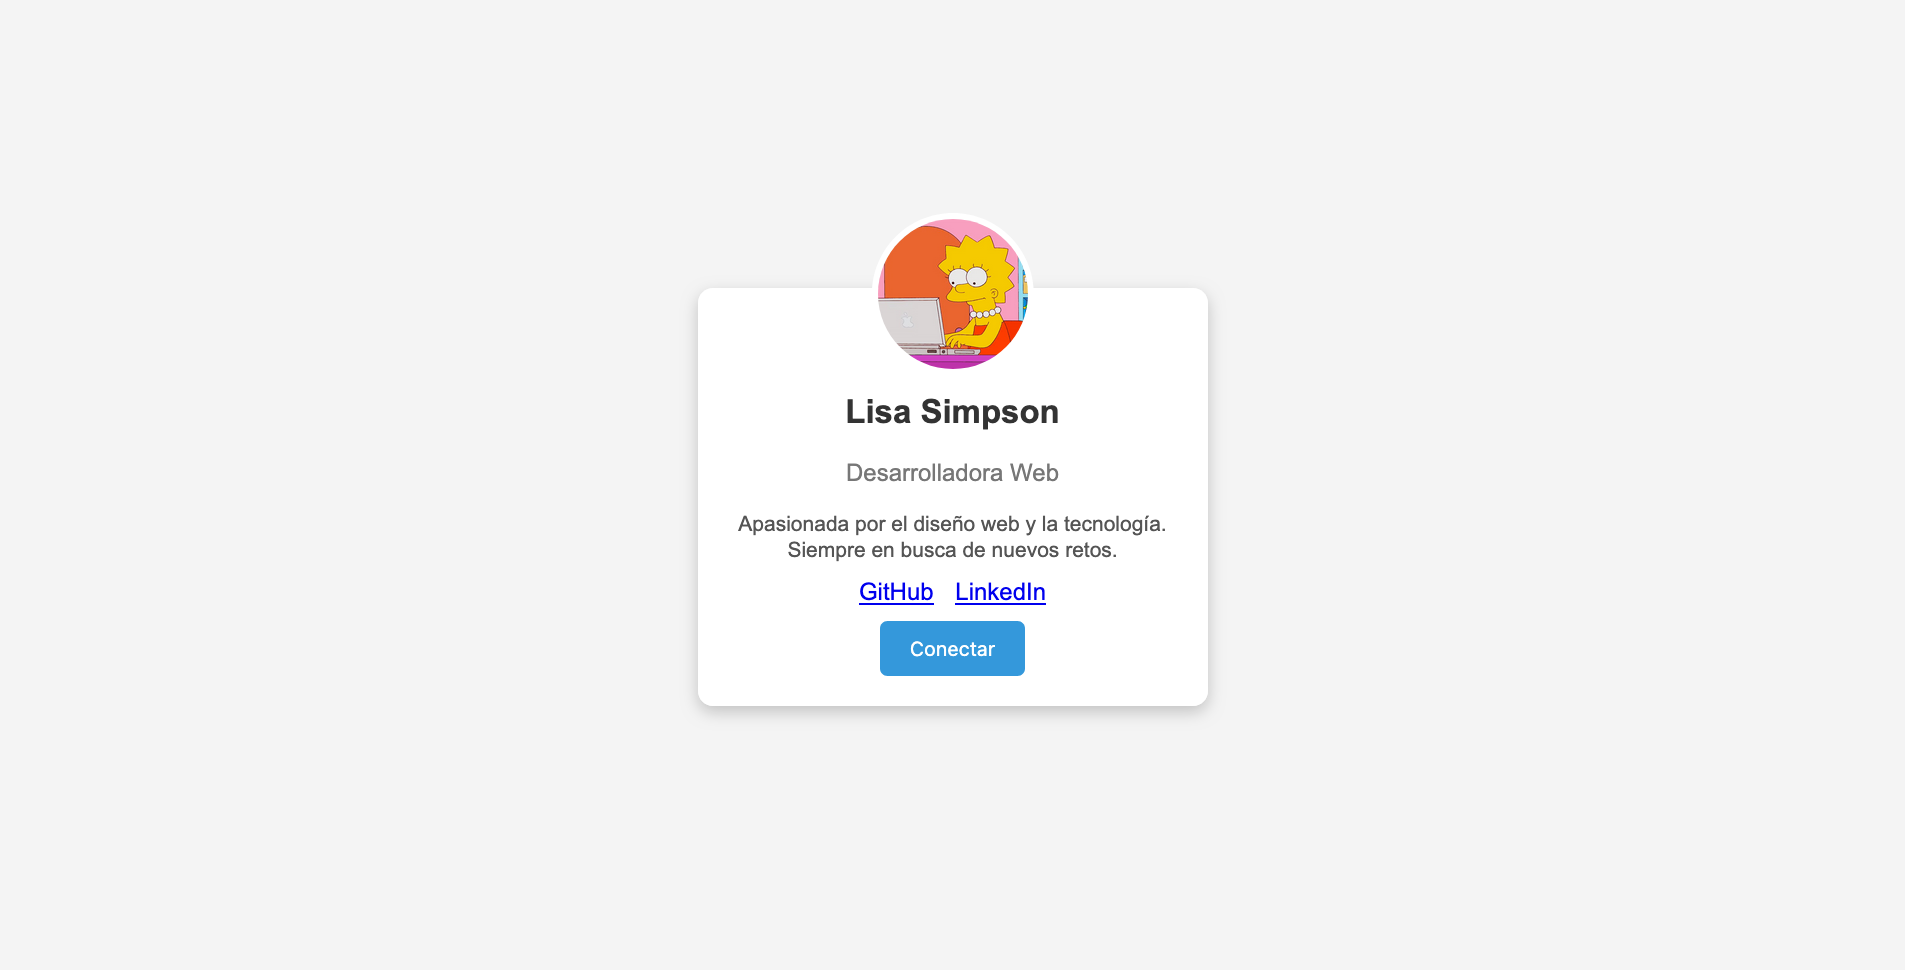 Lisa Simpson
Desarrolladora Web
Apasionada por el diseño web y la tecnología.
Siempre en busca de nuevos retos.
GitHub LinkedIn
Conectar